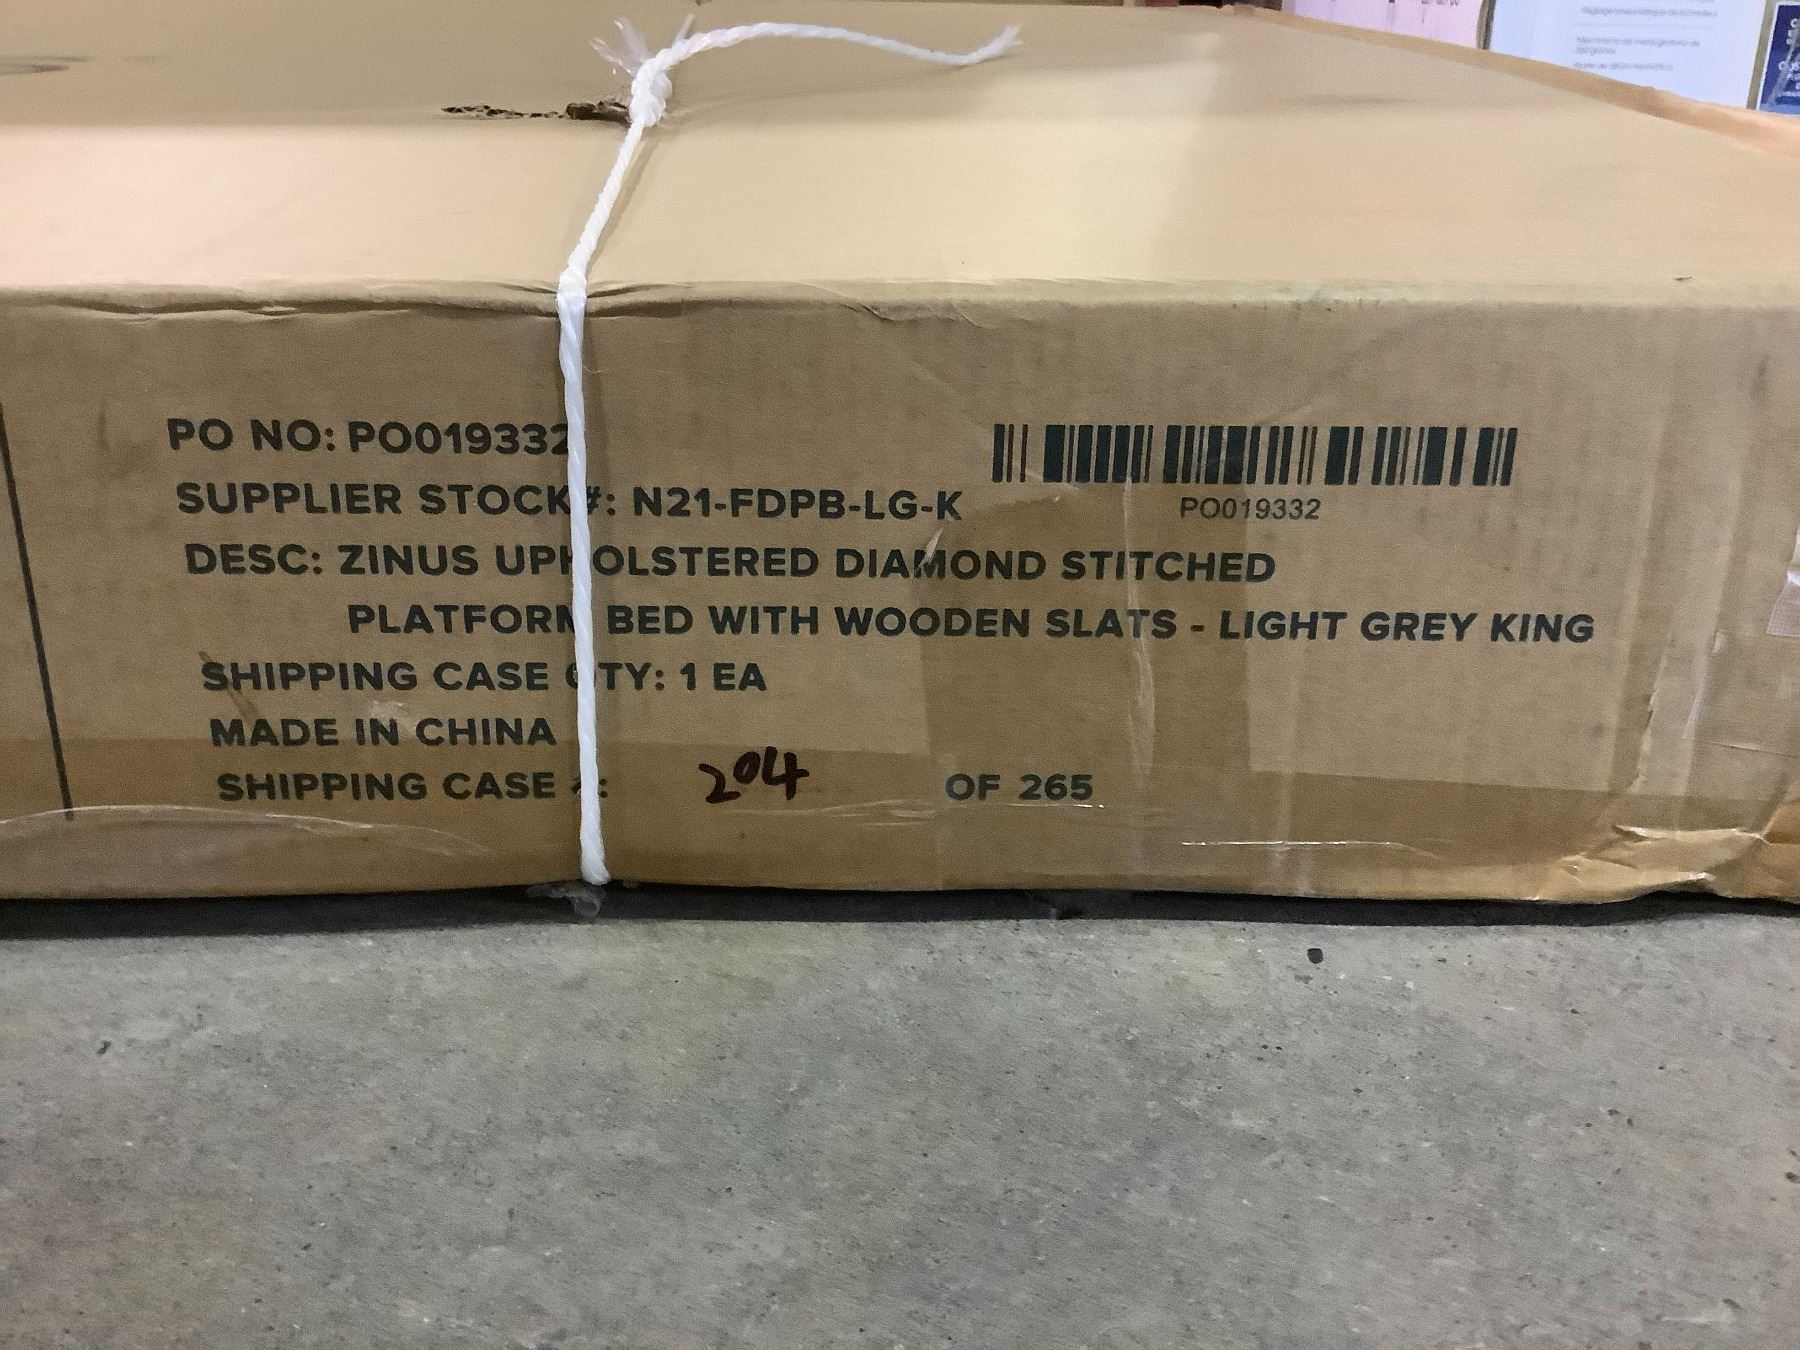 PO NO: PO019332
PO019332
SUPPLIER STOCK#: N21-FDPB-LG-K
DESC: ZINUS UPHOLSTERED DIAMOND STITCHED
PLATFORM BED WITH WOODEN SLATS - LIGHT GREY KING
SHIPPING CASE QTY: 1 EA
MADE IN CHINA
SHIPPING CASE #: 204 OF 265